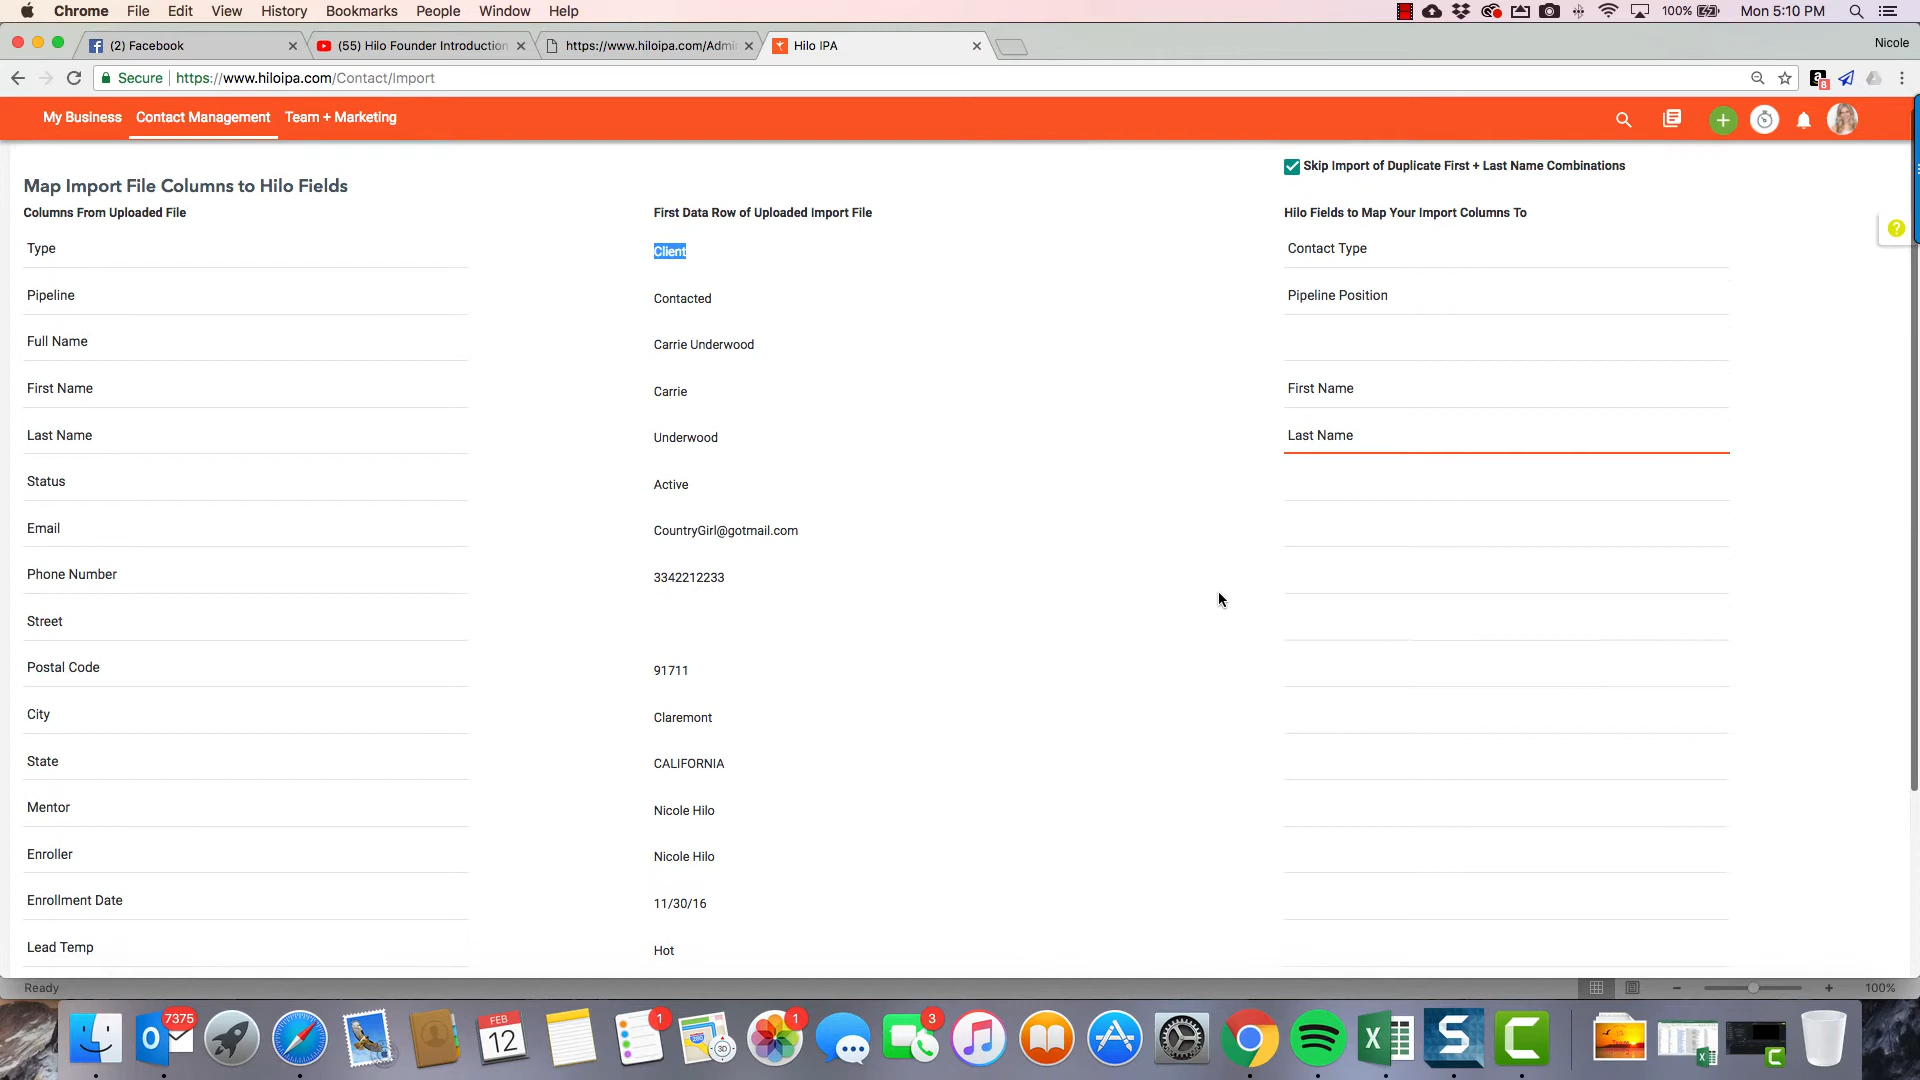 Chrome File Edit View History Bookmarks People Window Help 100% Mon 5:10 PM
(2) Facebook (55) Hilo Founder Introduction https://www.hiloipa.com/Admi Hilo IPA Nicole
Secure https://www.hiloipa.com/Contact/Import 8
My Business Contact Management Team + Marketing
Skip Import of Duplicate First + Last Name Combinations
Map Import File Columns to Hilo Fields
Columns From Uploaded File First Data Row of Uploaded Import File Hilo Fields to Map Your Import Columns To
?
Type Client Contact Type
Pipeline Contacted Pipeline Position
Full Name Carrie Underwood
First Name Carrie First Name
Last Name Underwood Last Name
Status Active
Email CountryGirl@gotmail.com
Phone Number 3342212233
Street
Postal Code 91711
City Claremont
State CALIFORNIA
Mentor Nicole Hilo
Enroller Nicole Hilo
Enrollment Date 11/30/16
Lead Temp Hot
Ready 100%
7375 FEB 12 1 3D 1 3